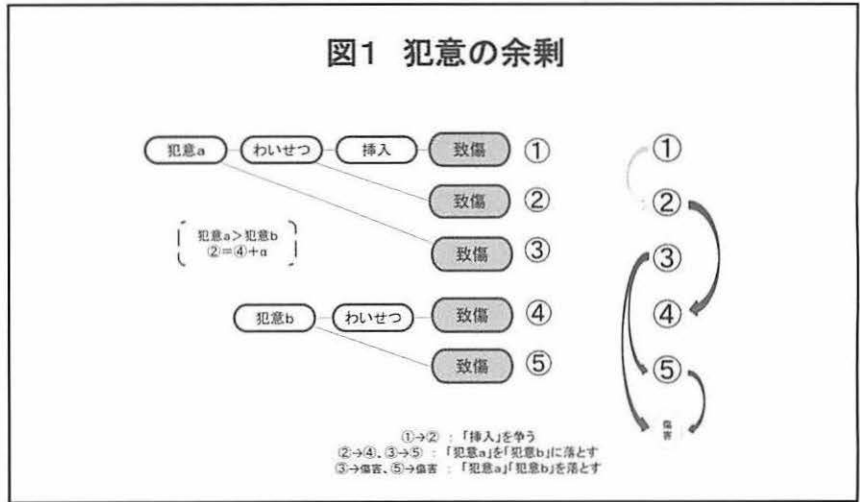 図1 犯意の余剰
犯意a わいせつ 挿入 致傷 ① ①
致傷 ② ②
犯意a＞犯意b
②＝④＋α
致傷 ③ ③
犯意b わいせつ 致傷 ④ ④
致傷 ⑤ ⑤
傷害
①→② ：「挿入」を争う
②→④、③→⑤ ：「犯意a」を「犯意b」に落とす
③→傷害、⑤→傷害 ：「犯意a」「犯意b」を落とす